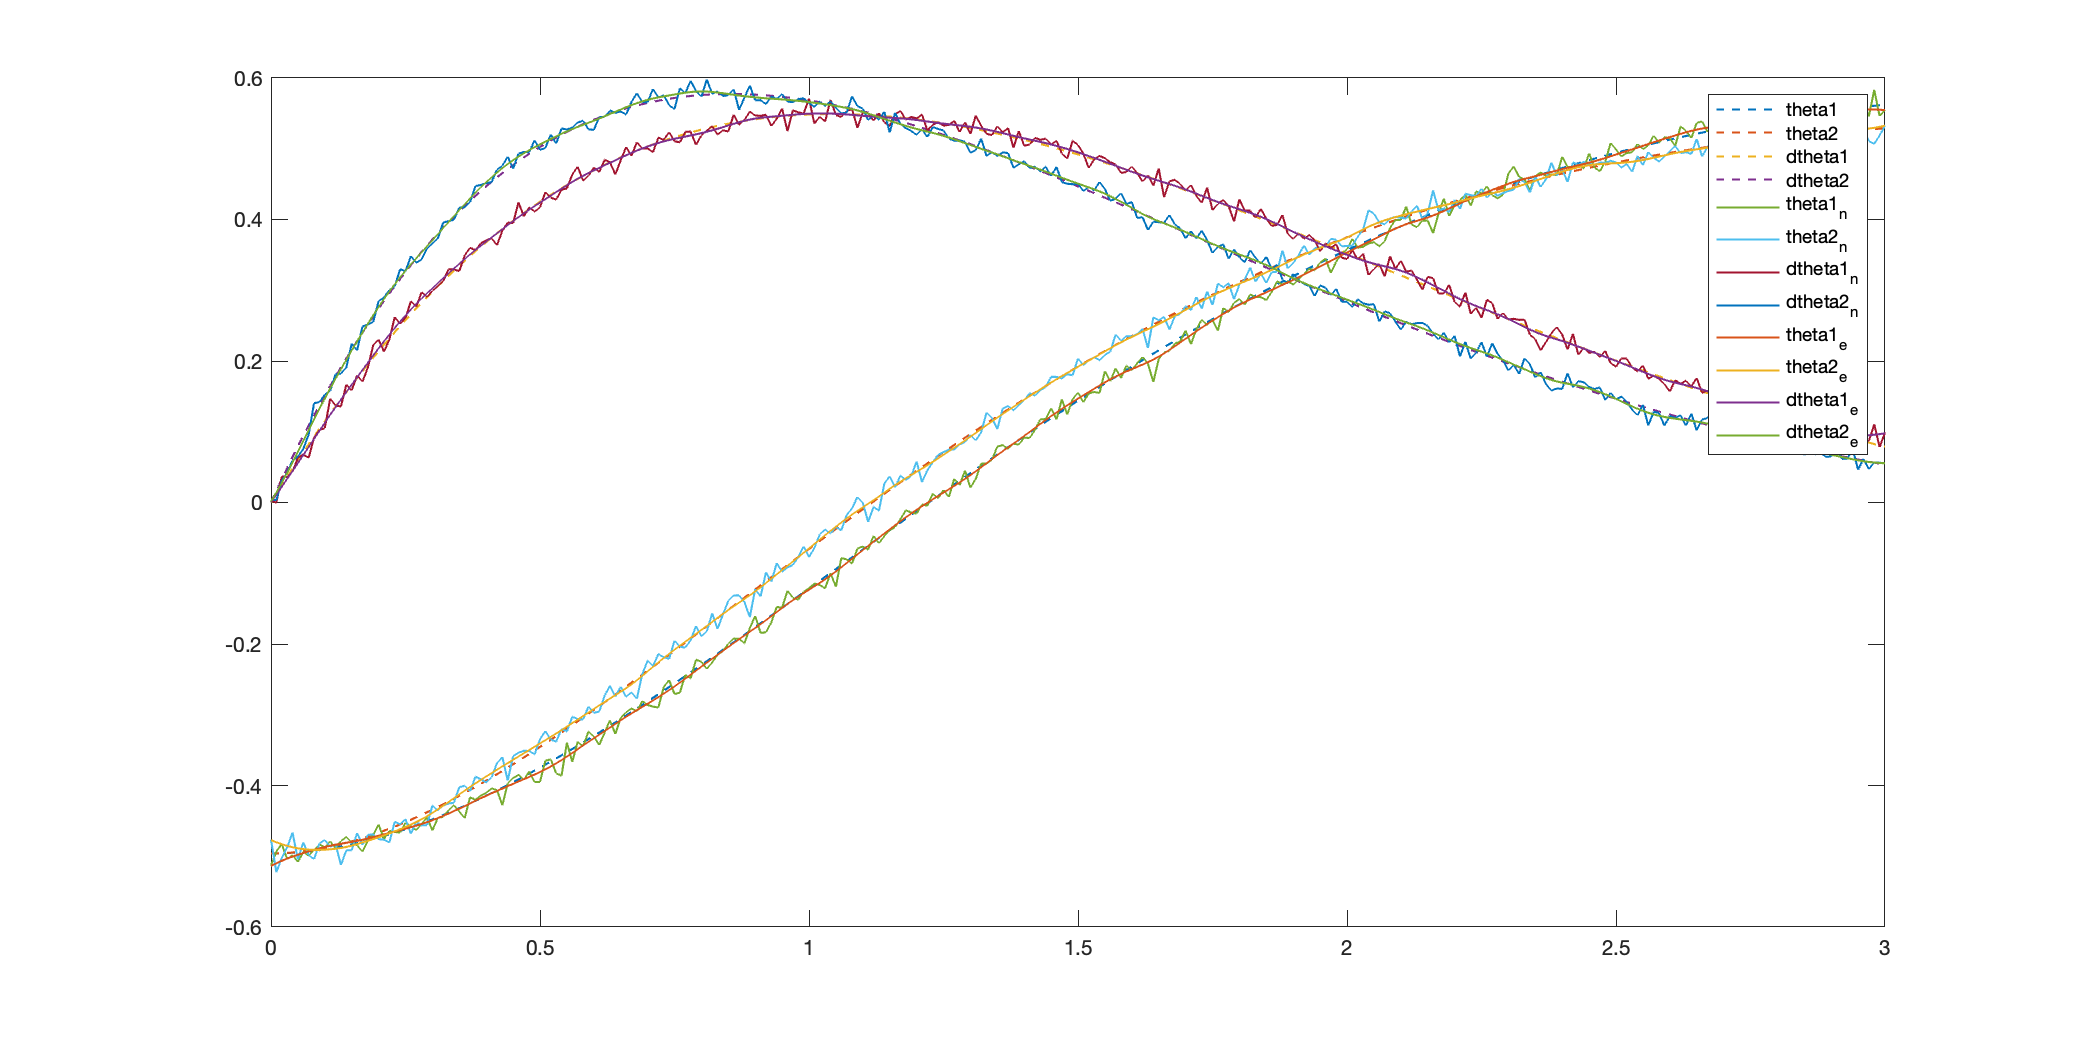 0.6
0.4
0.2
0
-0.2
-0.4
-0.6
0
0.5
1
1.5
2
2.5
3
theta1
theta2
dtheta1
dtheta2
theta1n
theta2n
dtheta1n
dtheta2n
theta1e
theta2e
dtheta1e
dtheta2e